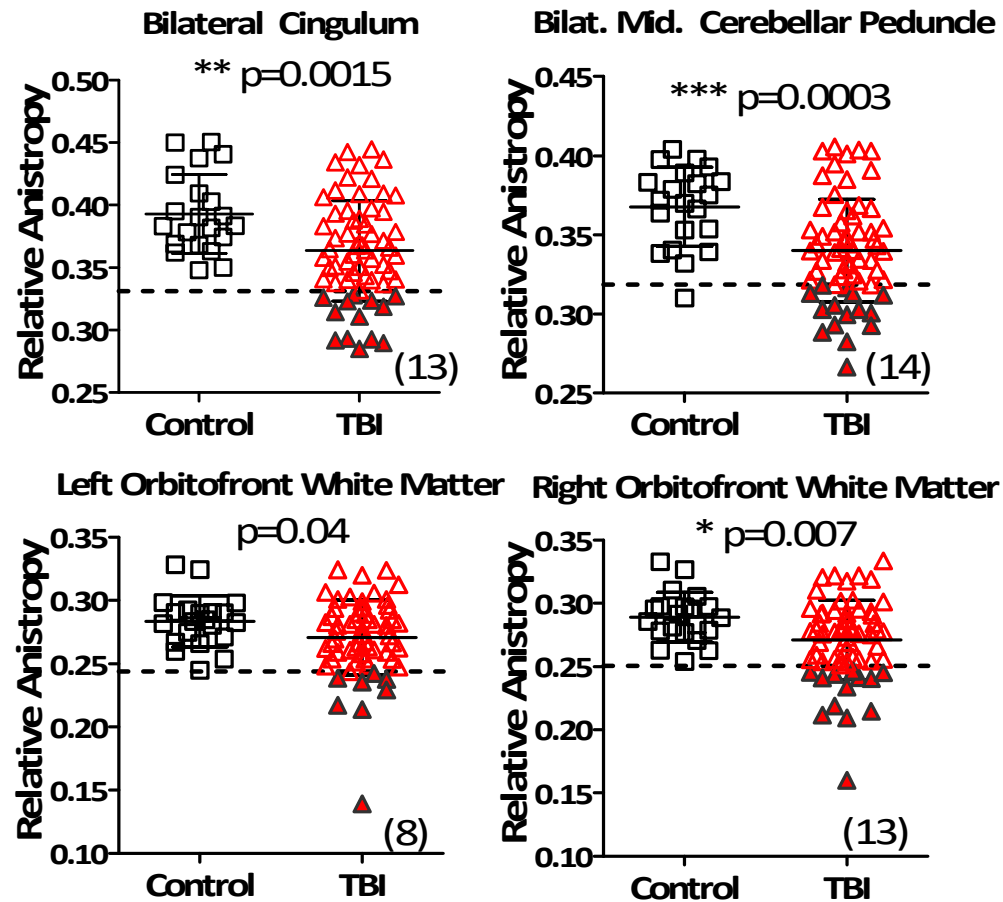 Bilateral Cingulum
** p=0.0015
Relative Anistropy
0.50
0.45
0.40
0.35
0.30
0.25
(13)
Control TBI
Bilat. Mid. Cerebellar Peduncle
*** p=0.0003
Relative Anistropy
0.45
0.40
0.35
0.30
0.25
(14)
Control TBI
Left Orbitofront White Matter
p=0.04
Relative Anistropy
0.35
0.30
0.25
0.20
0.15
0.10
(8)
Control TBI
Right Orbitofront White Matter
* p=0.007
Relative Anistropy
0.35
0.30
0.25
0.20
0.15
0.10
(13)
Control TBI